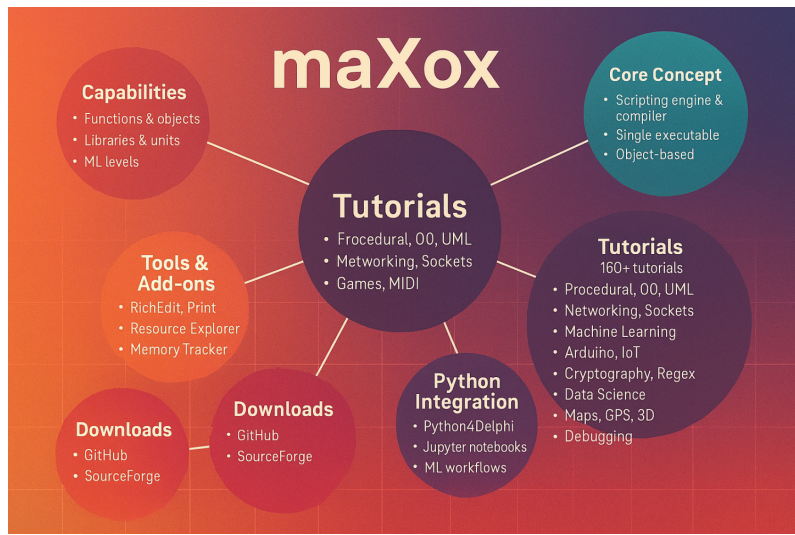 maXox
Capabilities
• Functions & objects
• Libraries & units
• ML levels
Core Concept
• Scripting engine &
compiler
• Single executable
• Object-based
Tutorials
• Frocedural, OO, UML
• Metworking, Sockets
• Games, MIDI
Tools &
Add-ons
• RichEdit, Print
• Resource Explorer
• Memory Tracker
Tutorials
160+ tutorials
• Procedural, OO, UML
• Networking, Sockets
• Machine Learning
• Arduino, IoT
• Cryptography, Regex
• Data Science
• Maps, GPS, 3D
• Debugging
Downloads
• GitHub
• SourceForge
Downloads
• GitHub
• SourceForge
Python
Integration
• Python4Delphi
• Jupyter notebooks
• ML workflows